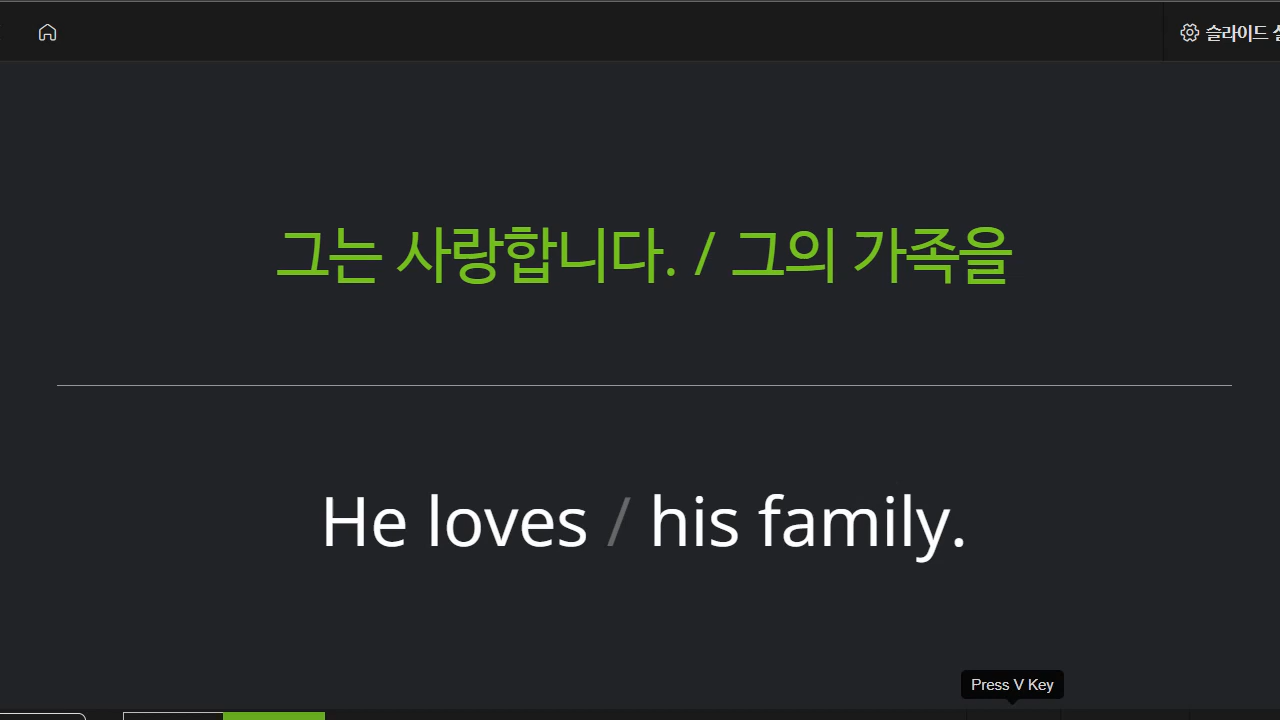 슬라이드
그는 사랑합니다. / 그의 가족을
He loves / his family.
Press V Key